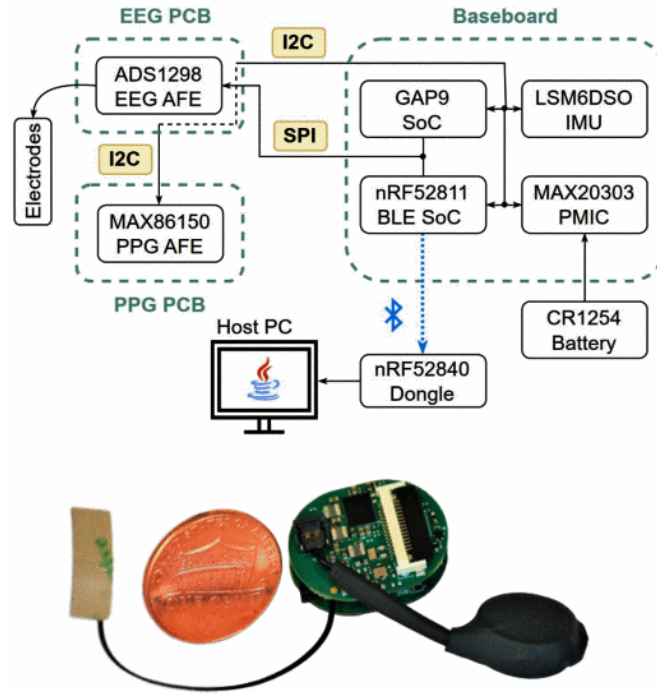 EEG PCB
Baseboard
I2C
ADS1298
EEG AFE
GAP9
SoC
LSM6DSO
IMU
SPI
Electrodes
I2C
nRF52811
BLE SoC
MAX20303
PMIC
MAX86150
PPG AFE
PPG PCB
Host PC
CR1254
Battery
nRF52840
Dongle